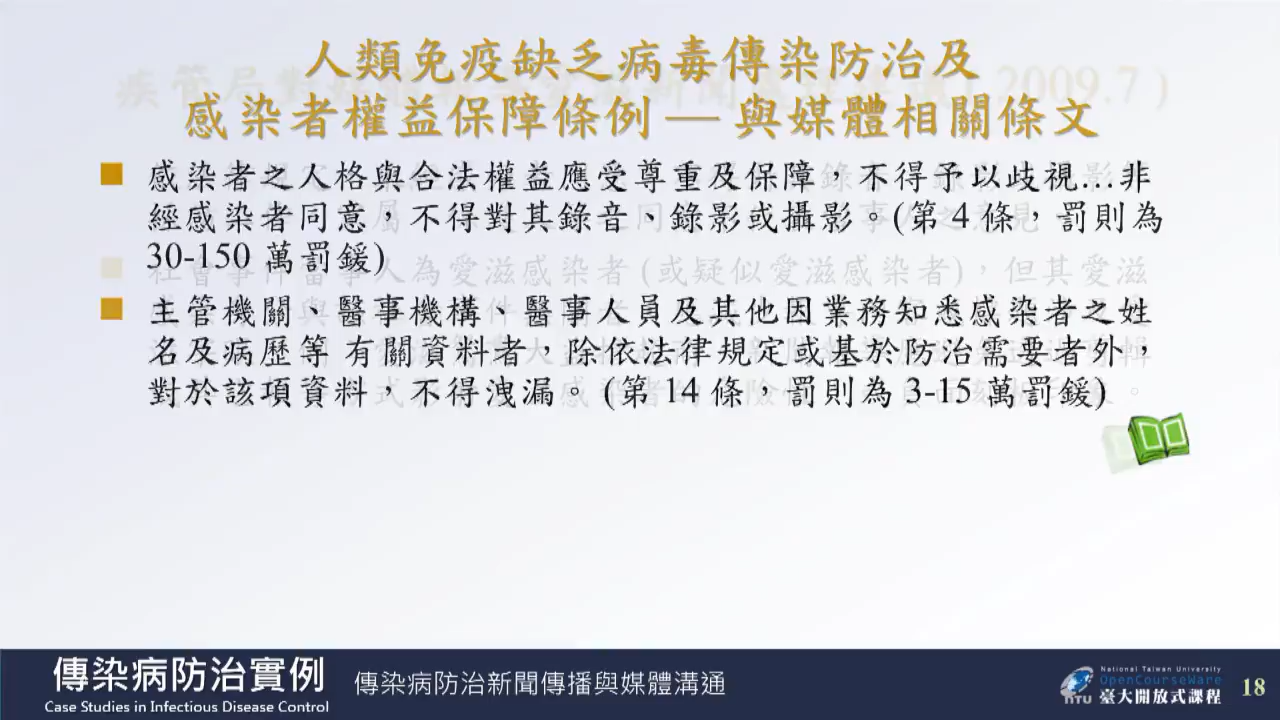 人類免疫缺乏病毒傳染防治及
感染者權益保障條例 — 與媒體相關條文
感染者之人格與合法權益應受尊重及保障，不得予以歧視...非
經感染者同意，不得對其錄音、錄影或攝影。(第 4 條，罰則為
30-150 萬罰鍰)
主管機關、醫事機構、醫事人員及其他因業務知悉感染者之姓
名及病歷等 有關資料者，除依法律規定或基於防治需要者外，
對於該項資料，不得洩漏。 (第 14 條，罰則為 3-15 萬罰鍰)
傳染病防治實例
Case Studies in Infectious Disease Control
傳染病防治新聞傳播與媒體溝通
National Taiwan University
OpenCourseWare
NTU 臺大開放式課程
18